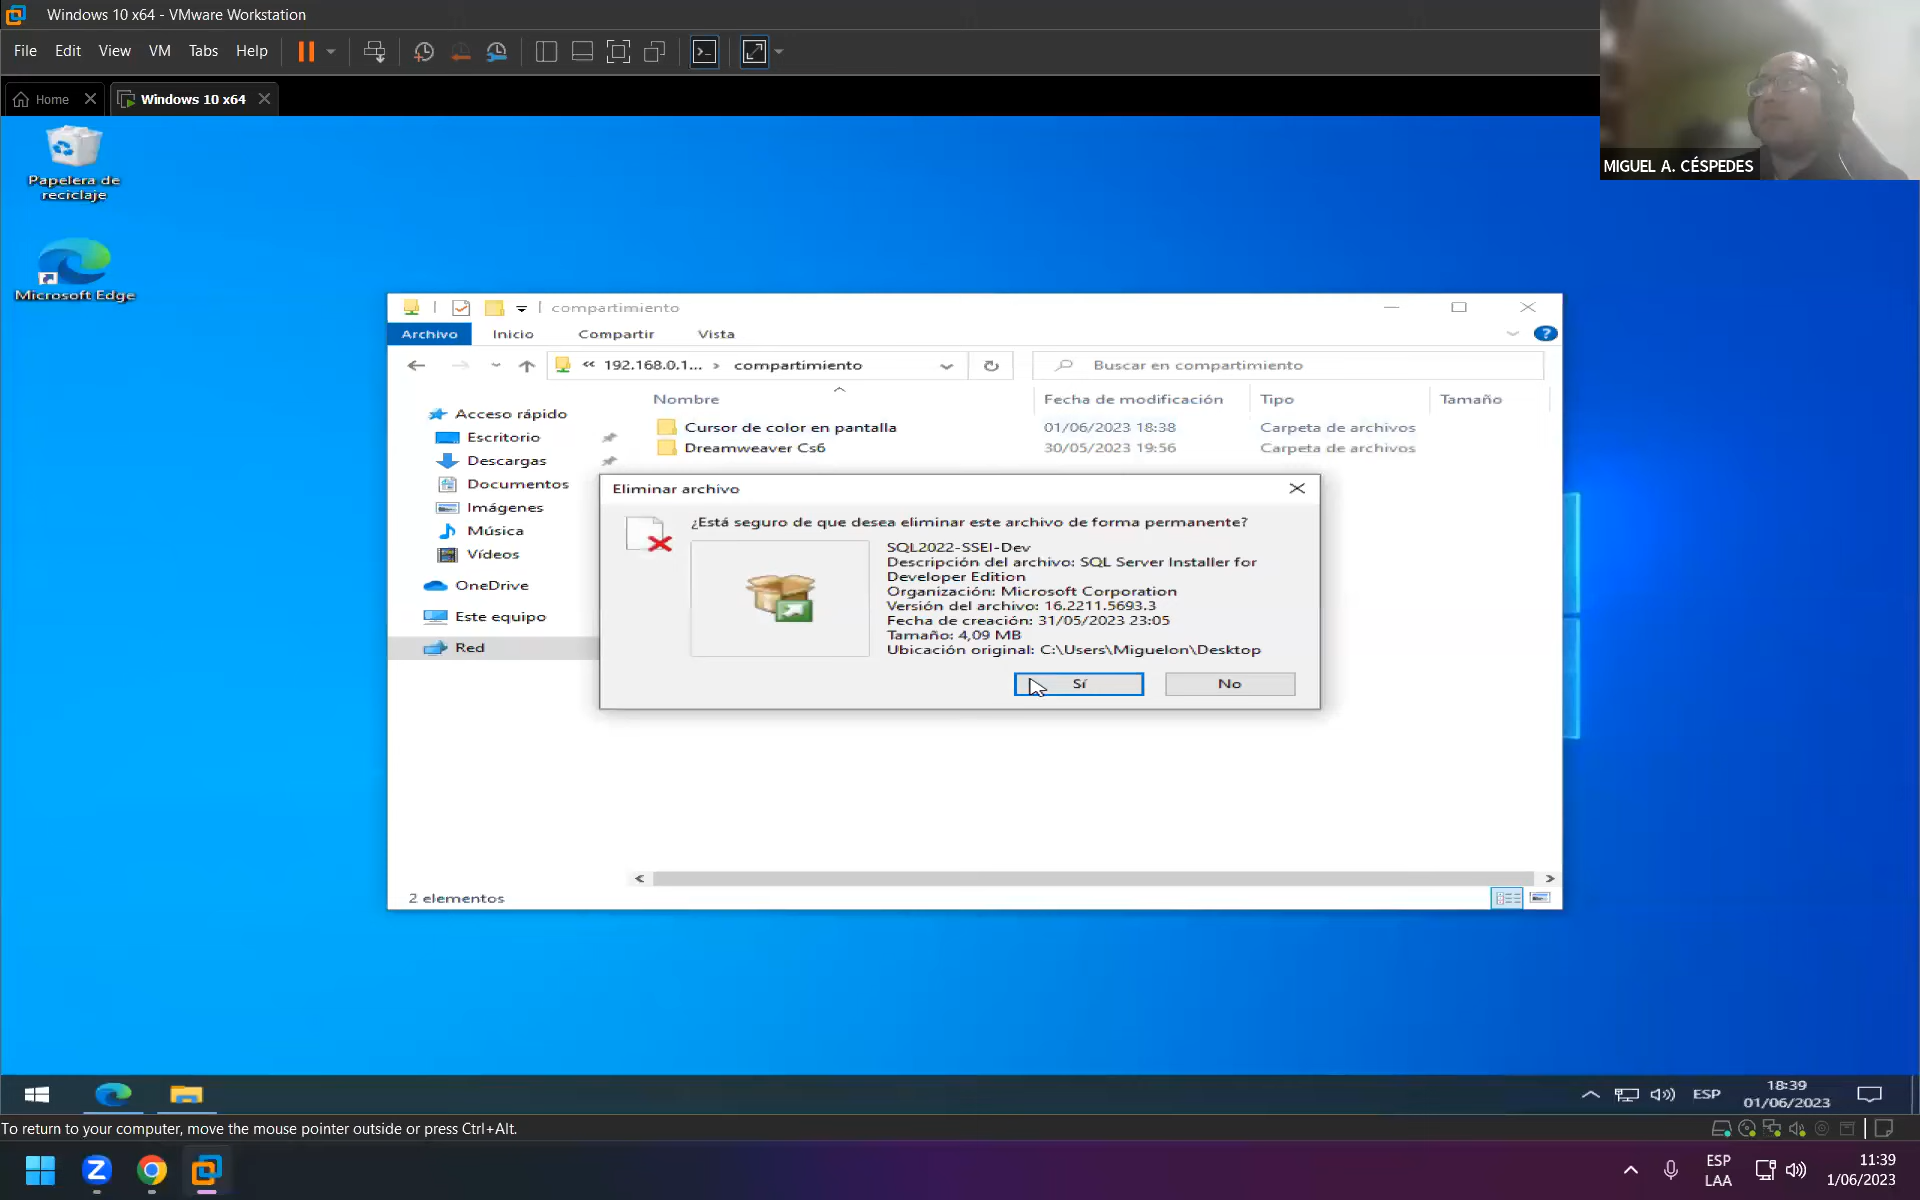 Windows 10 x64 - VMware Workstation
File Edit View VM Tabs Help
Home
Windows 10 x64
MIGUEL A. CÉSPEDES
Papelera de
reciclaje
Microsoft Edge
compartimiento
Archivo Inicio Compartir Vista
« 192.168.0.1... › compartimiento
Buscar en compartimiento
Nombre Fecha de modificación Tipo Tamaño
Cursor de color en pantalla 01/06/2023 18:38 Carpeta de archivos
Dreamweaver Cs6 30/05/2023 19:56 Carpeta de archivos
Acceso rápido
Escritorio
Descargas
Documentos
Imágenes
Música
Vídeos
OneDrive
Este equipo
Red
Eliminar archivo
¿Está seguro de que desea eliminar este archivo de forma permanente?
SQL2022-SSEI-Dev
Descripción del archivo: SQL Server Installer for
Developer Edition
Organización: Microsoft Corporation
Versión del archivo: 16.2211.5693.3
Fecha de creación: 31/05/2023 23:05
Tamaño: 4,09 MB
Ubicación original: C:\Users\Miguelon\Desktop
Sí No
2 elementos
ESP
18:39
01/06/2023
To return to your computer, move the mouse pointer outside or press Ctrl+Alt.
ESP
LAA
11:39
1/06/2023